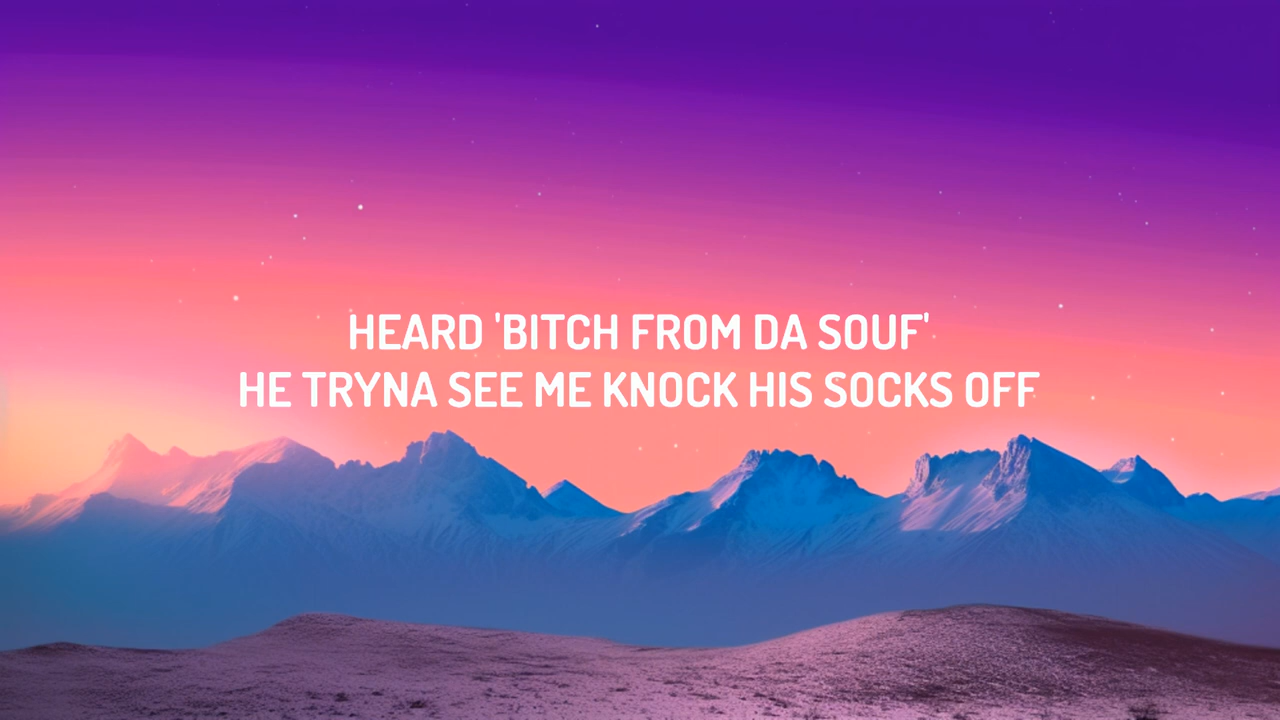 HEARD 'BITCH FROM DA SOUF'
HE TRYNA SEE ME KNOCK HIS SOCKS OFF